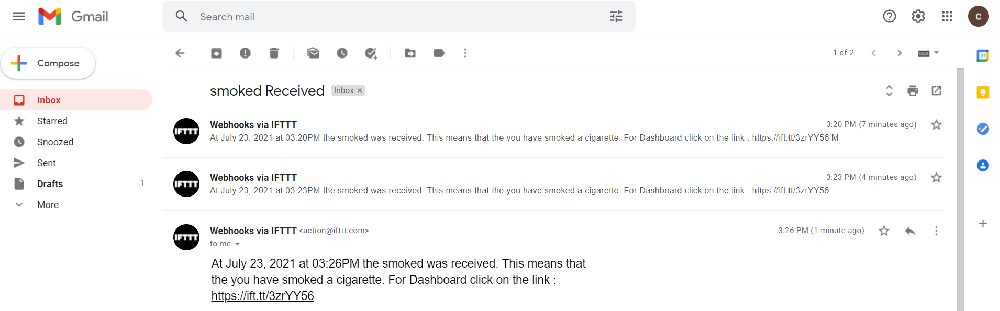 Gmail
Search mail
C
Compose
1 of 2
31
Inbox
Starred
Snoozed
Sent
Drafts 1
More
smoked Received Inbox ×
IFTTT
Webhooks via IFTTT 3:20 PM (7 minutes ago)
At July 23, 2021 at 03:20PM the smoked was received. This means that the you have smoked a cigarette. For Dashboard click on the link : https://ift.tt/3zrYY56 M
IFTTT
Webhooks via IFTTT 3:23 PM (4 minutes ago)
At July 23, 2021 at 03:23PM the smoked was received. This means that the you have smoked a cigarette. For Dashboard click on the link : https://ift.tt/3zrYY56
IFTTT
Webhooks via IFTTT <action@ifttt.com> 3:26 PM (1 minute ago)
to me
At July 23, 2021 at 03:26PM the smoked was received. This means that
the you have smoked a cigarette. For Dashboard click on the link :
https://ift.tt/3zrYY56